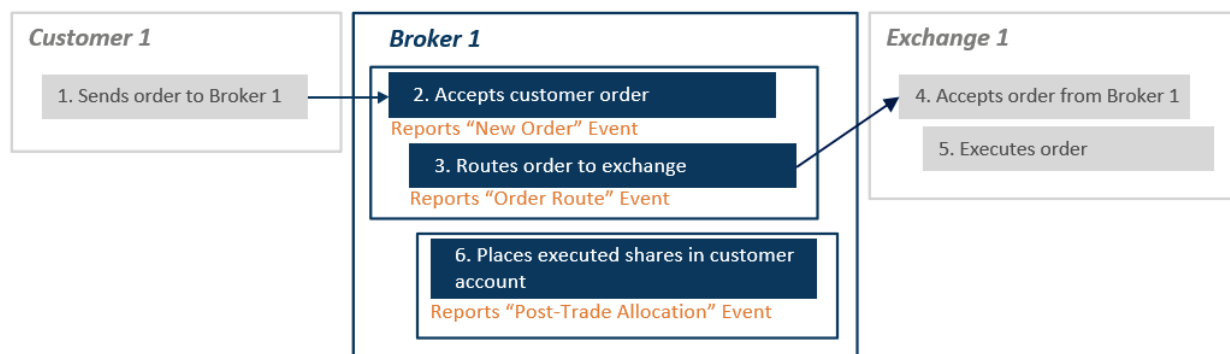 Customer 1
1. Sends order to Broker 1
Broker 1
2. Accepts customer order
Reports “New Order” Event
3. Routes order to exchange
Reports “Order Route” Event
6. Places executed shares in customer
account
Reports “Post-Trade Allocation” Event
Exchange 1
4. Accepts order from Broker 1
5. Executes order